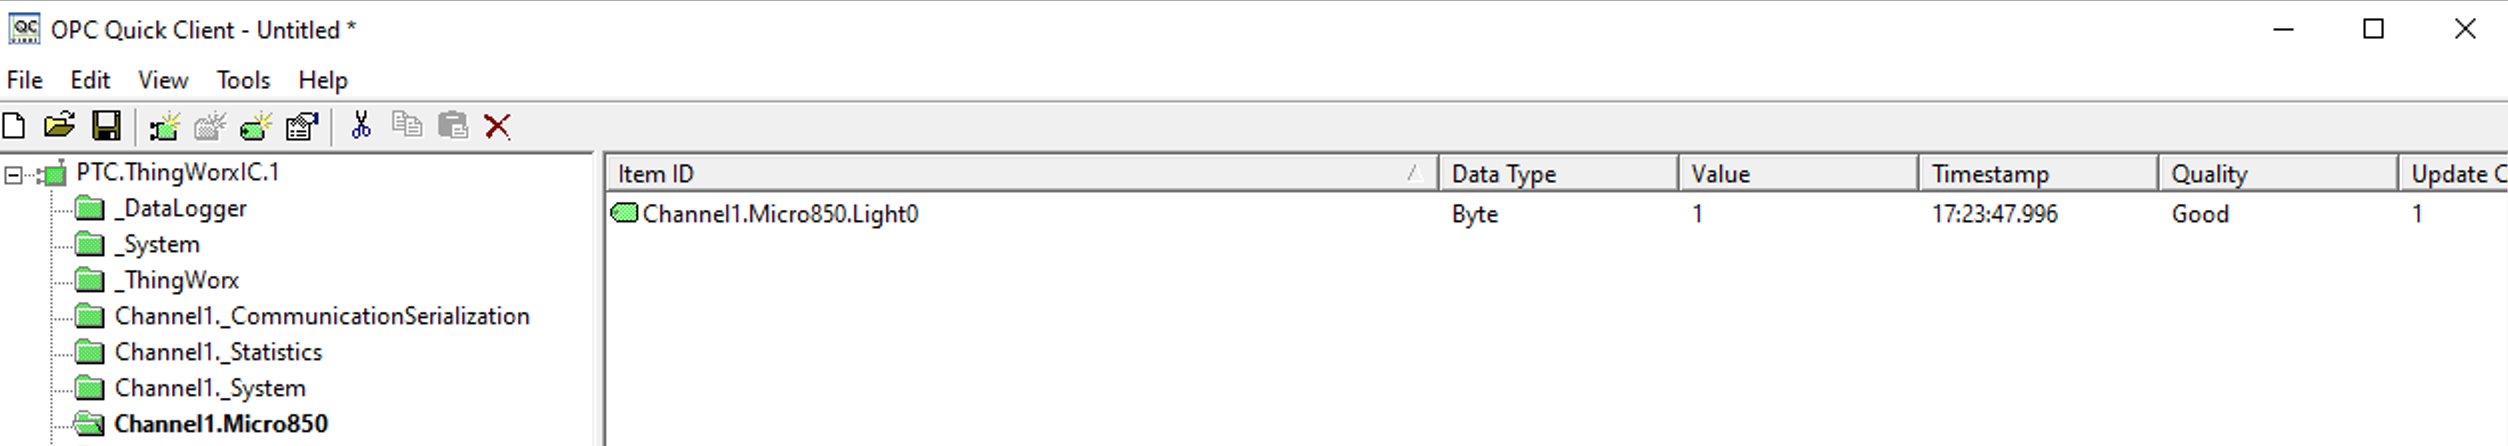 OPC Quick Client - Untitled *
File Edit View Tools Help
PTC.ThingWorxIC.1
_DataLogger
_System
_ThingWorx
Channel1._CommunicationSerialization
Channel1._Statistics
Channel1._System
Channel1.Micro850
Item ID Data Type Value Timestamp Quality Update C
Channel1.Micro850.Light0 Byte 1 17:23:47.996 Good 1